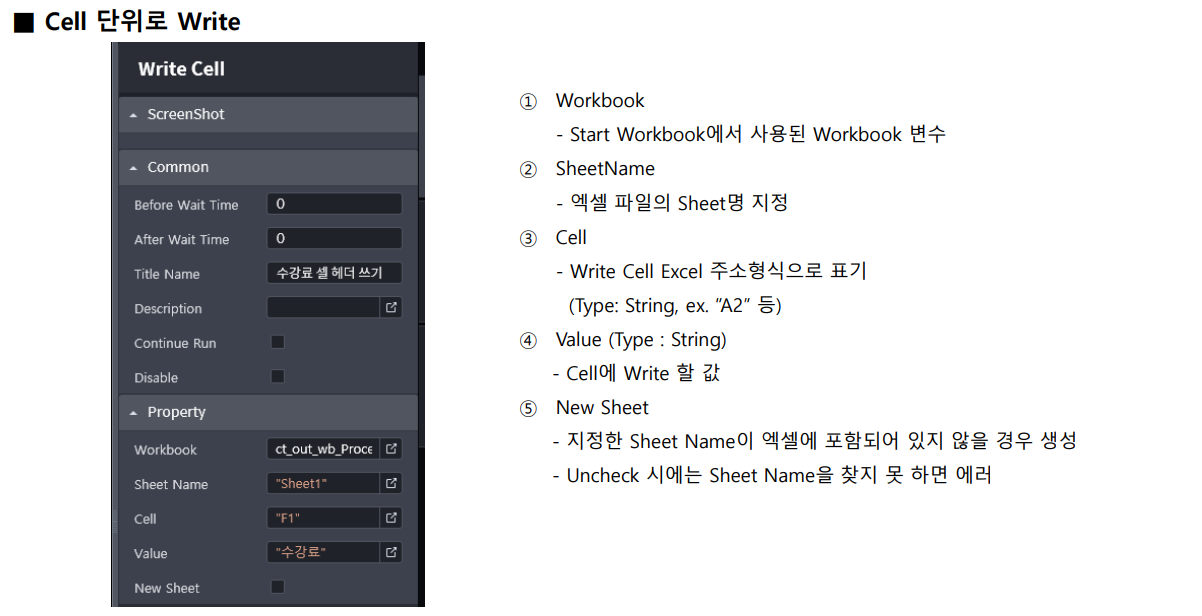 ■ Cell 단위로 Write
Write Cell
ScreenShot
Common
Before Wait Time 0
After Wait Time 0
Title Name 수강료 셀 헤더 쓰기
Description
Continue Run
Disable
Property
Workbook ct_out_wb_Proce
Sheet Name "Sheet1"
Cell "F1"
Value "수강료"
New Sheet
① Workbook
- Start Workbook에서 사용된 Workbook 변수
② SheetName
- 엑셀 파일의 Sheet명 지정
③ Cell
- Write Cell Excel 주소형식으로 표기
(Type: String, ex. "A2" 등)
④ Value (Type : String)
- Cell에 Write 할 값
⑤ New Sheet
- 지정한 Sheet Name이 엑셀에 포함되어 있지 않을 경우 생성
- Uncheck 시에는 Sheet Name을 찾지 못 하면 에러